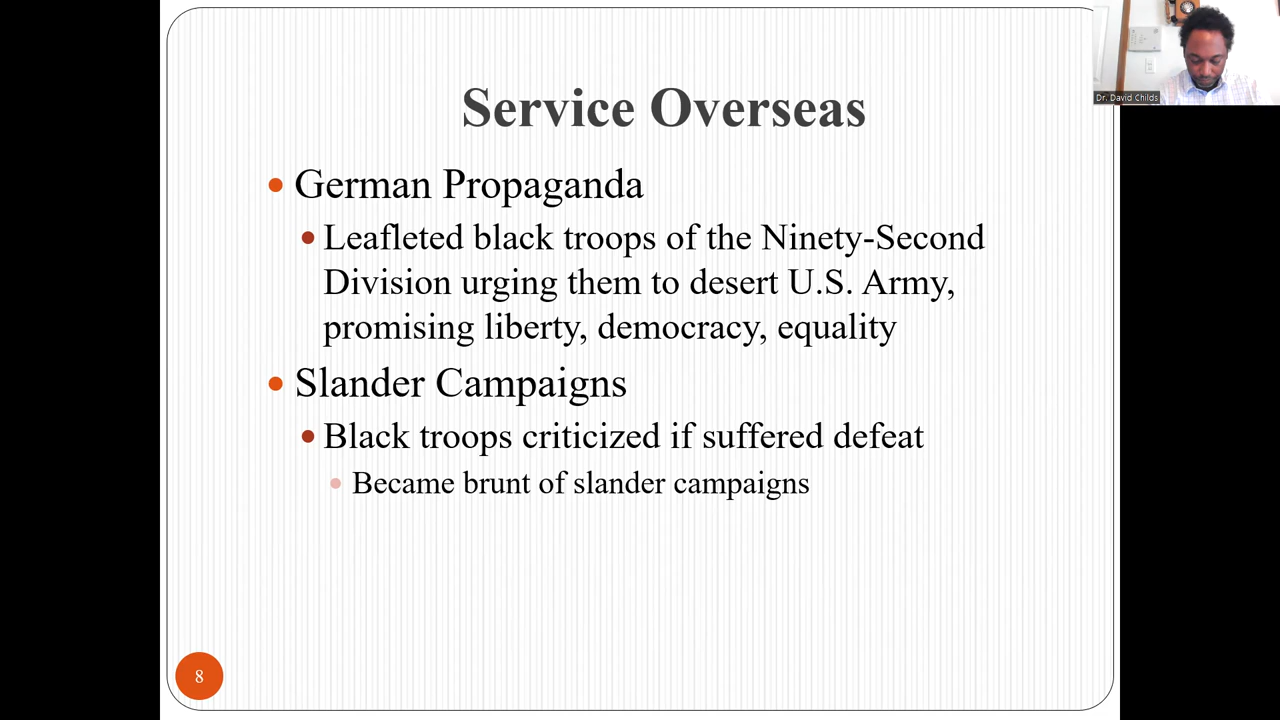 Service Overseas
German Propaganda
Leafleted black troops of the Ninety-Second
Division urging them to desert U.S. Army,
promising liberty, democracy, equality
Slander Campaigns
Black troops criticized if suffered defeat
Became brunt of slander campaigns
8
Dr. David Childs